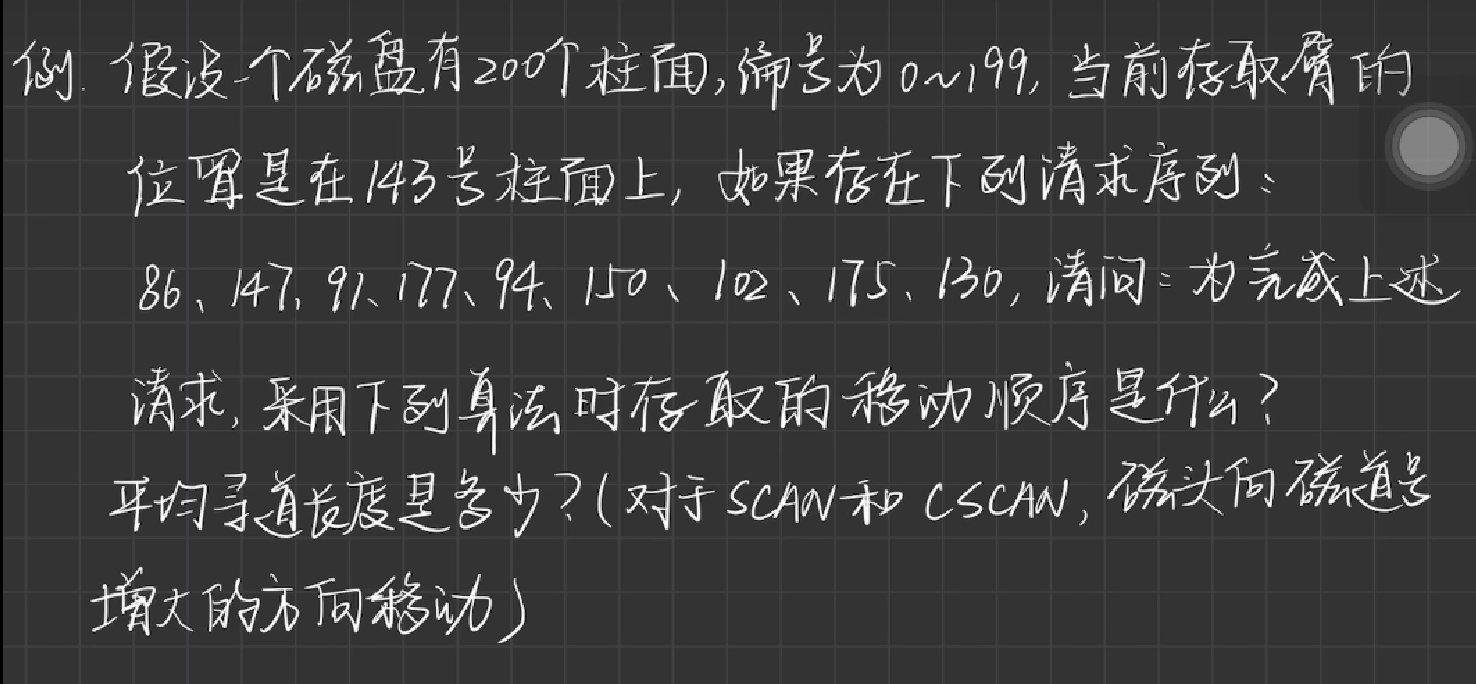 例. 假设一个磁盘有200个柱面,编号为0~199, 当前存取臂的
位置是在143号柱面上, 如果存在下列请求序列:
86、147、91、177、94、150、102、175、130, 请问: 为完成上述
请求, 采用下列算法时存取的移动顺序是什么?
平均寻道长度是多少?(对于SCAN和CSCAN, 磁头向磁道号
增大的方向移动)